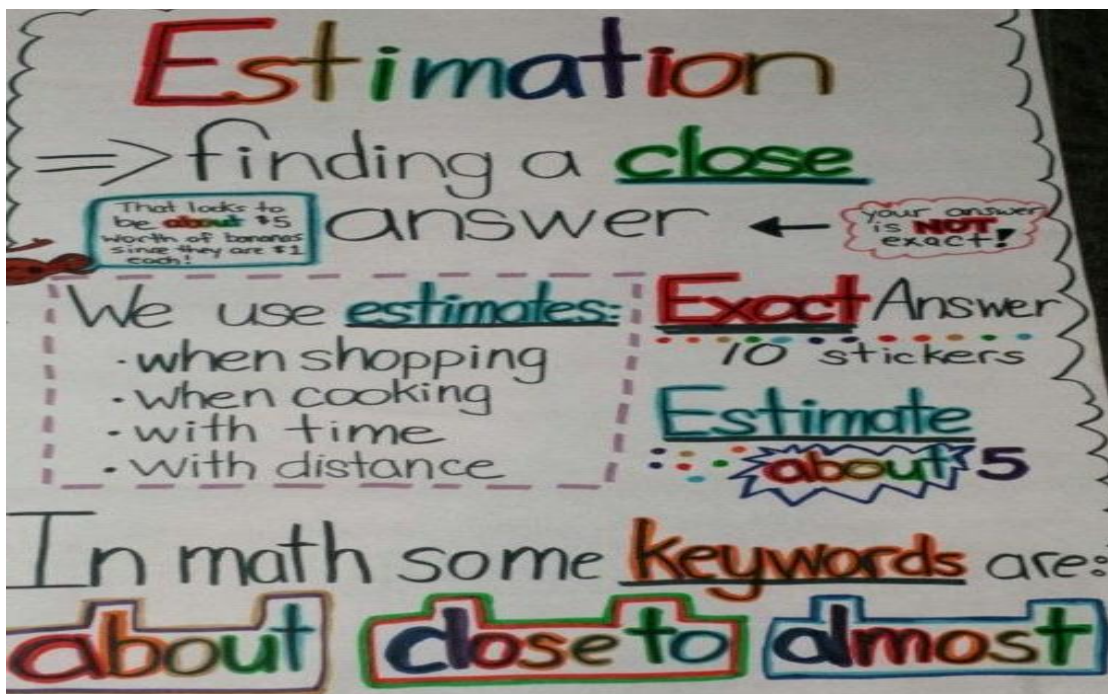 Estimation
=> finding a close
answer ←
That looks to
be about $5
worth of bananas
since they are $1
each!
your answer
is NOT
exact!
We use estimates:
· when shopping
· when cooking
· with time
· with distance
Exact Answer
10 stickers
Estimate
about 5
In math some keywords are:
about close to almost